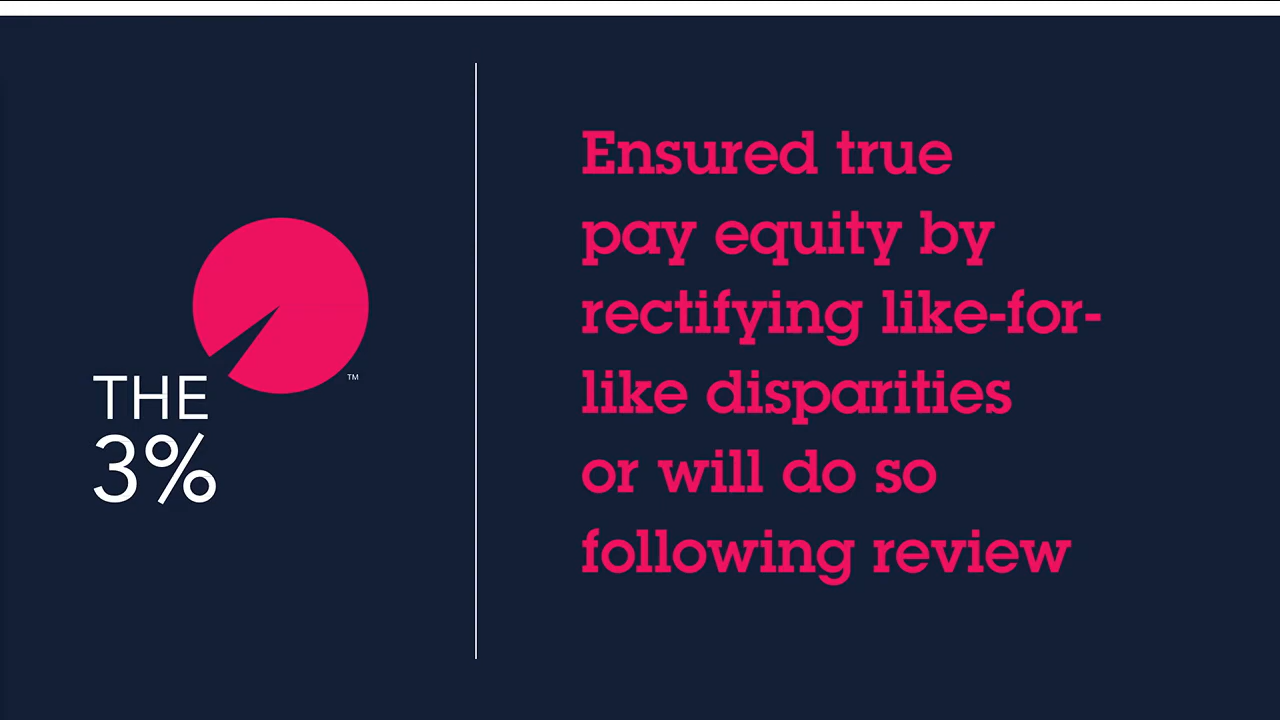 THE
3%
™
Ensured true
pay equity by
rectifying like-for-
like disparities
or will do so
following review